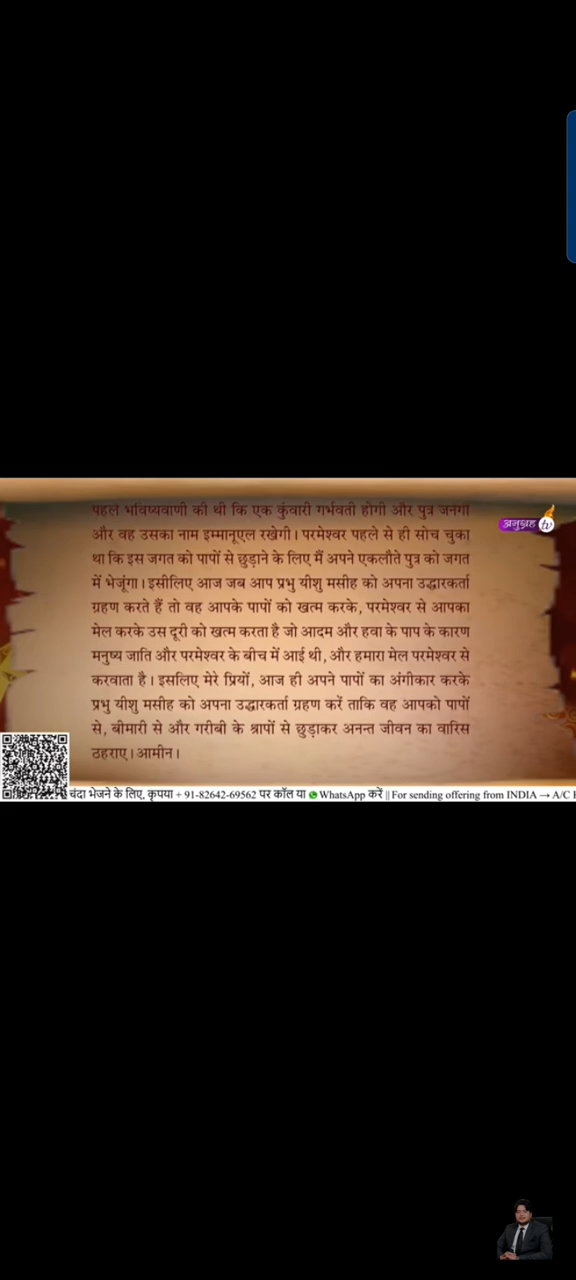 पहले भविष्यवाणी की थी कि एक कुंवारी गर्भवती होगी और पुत्र जनेगी
और वह उसका नाम इम्मानूएल रखेगी। परमेश्वर पहले से ही सोच चुका
था कि इस जगत को पापों से छुड़ाने के लिए मैं अपने एकलौते पुत्र को जगत
में भेजूंगा। इसीलिए आज जब आप प्रभु यीशु मसीह को अपना उद्धारकर्ता
ग्रहण करते हैं तो वह आपके पापों को खत्म करके, परमेश्वर से आपका
मेल करके उस दूरी को खत्म करता है जो आदम और हवा के पाप के कारण
मनुष्य जाति और परमेश्वर के बीच में आई थी, और हमारा मेल परमेश्वर से
करवाता है। इसलिए मेरे प्रियों, आज ही अपने पापों का अंगीकार करके
प्रभु यीशु मसीह को अपना उद्धारकर्ता ग्रहण करें ताकि वह आपको पापों
से, बीमारी से और गरीबी के श्रापों से छुड़ाकर अनन्त जीवन का वारिस
ठहराए। आमीन।
अनुग्रह tv
चंदा भेजने के लिए, कृपया + 91-82642-69562 पर कॉल या WhatsApp करें || For sending offering from INDIA → A/C